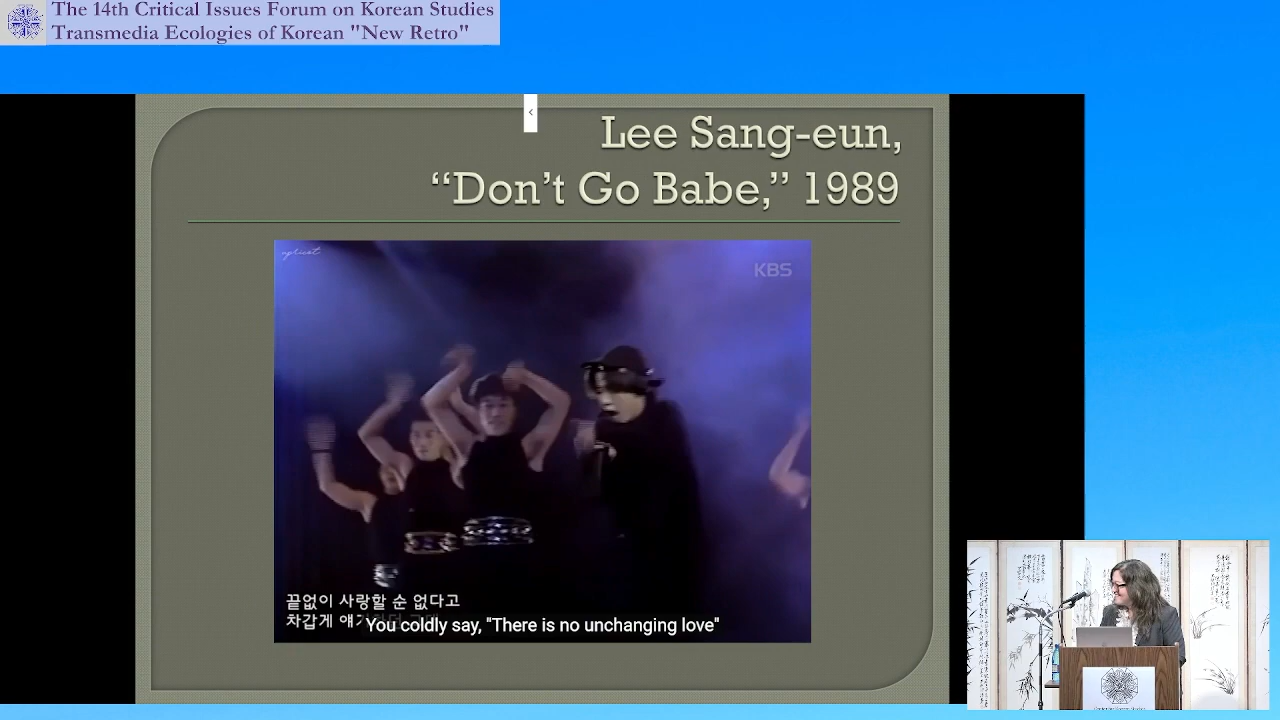 The 14th Critical Issues Forum on Korean Studies
Transmedia Ecologies of Korean "New Retro"
Lee Sang-eun,
“Don’t Go Babe,” 1989
KBS
끝없이 사랑할 순 없다고
차갑게
You coldly say, "There is no unchanging love"